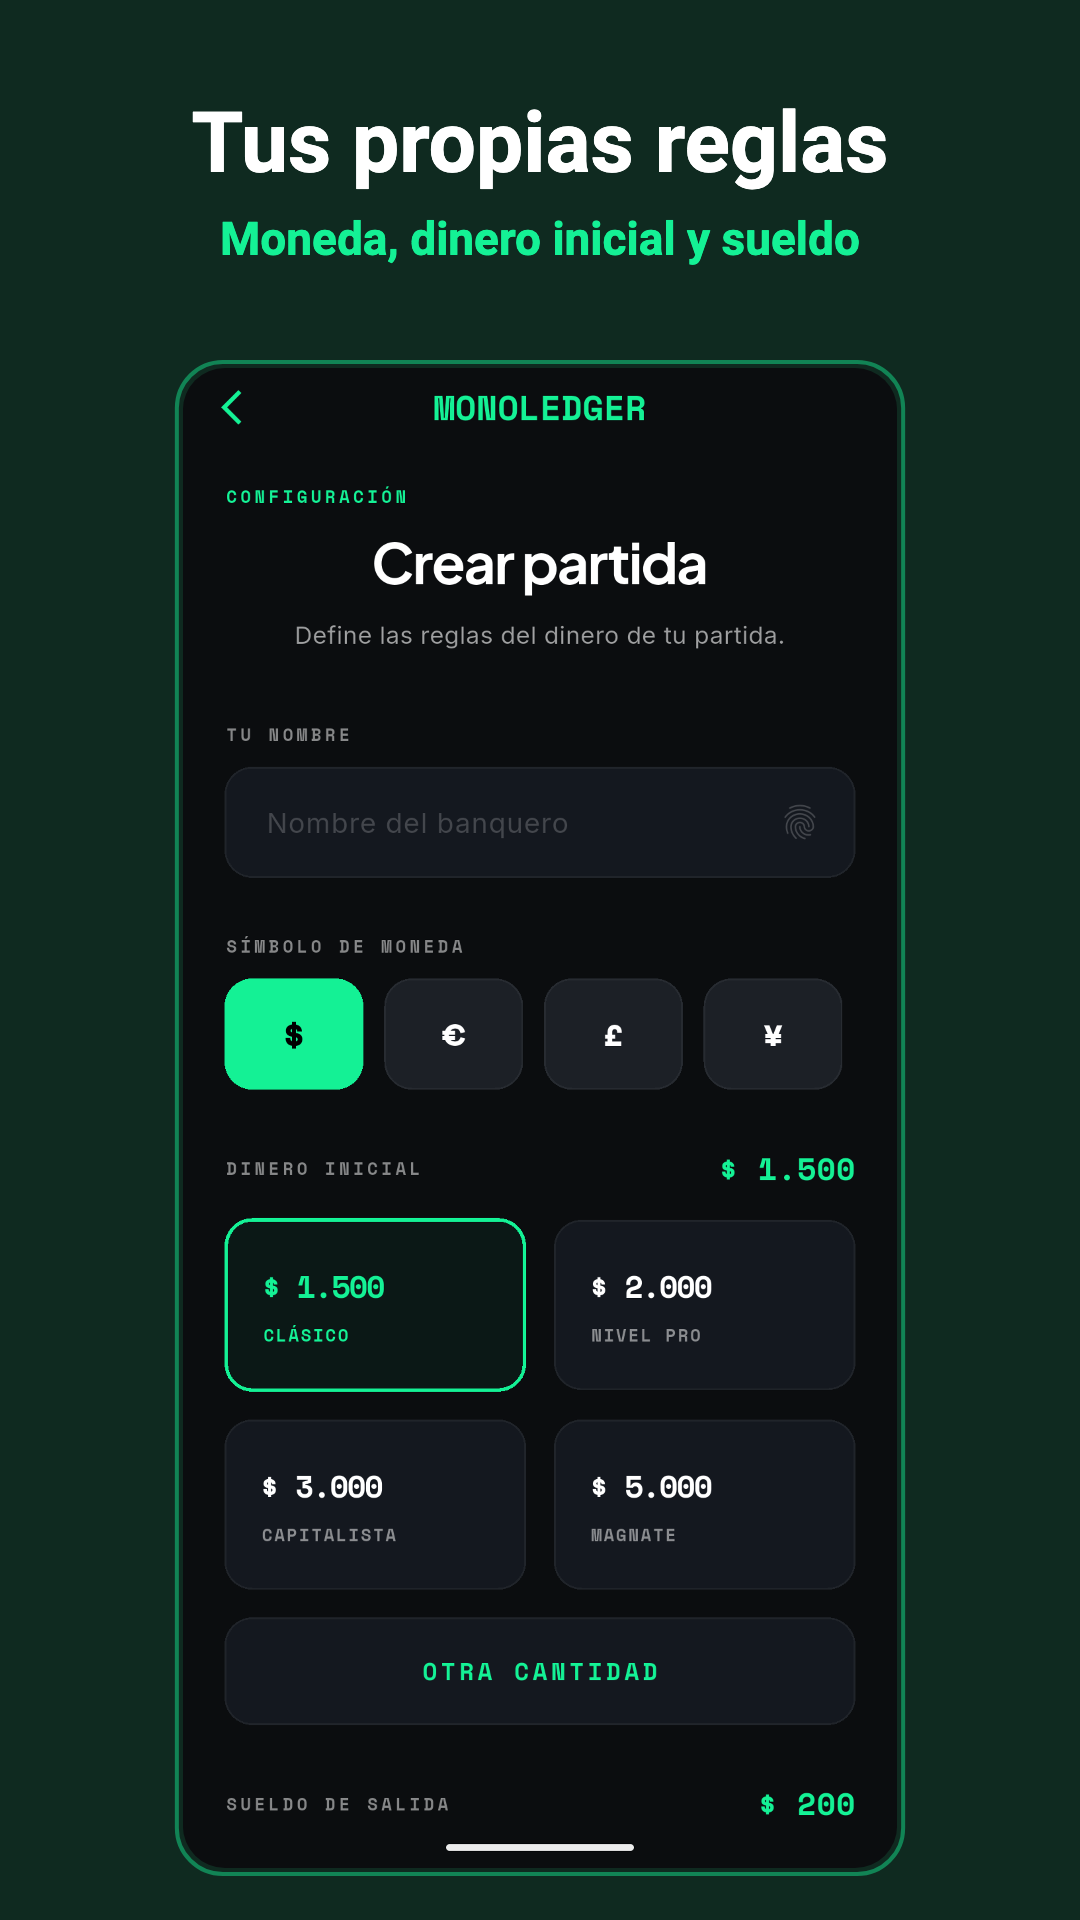 Tus propias reglas
Moneda, dinero inicial y sueldo
MONOLEDGER
CONFIGURACIÓN
Crear partida
Define las reglas del dinero de tu partida.
TU NOMBRE
Nombre del banquero
SÍMBOLO DE MONEDA
$ € £ ¥
DINERO INICIAL $ 1.500
$ 1.500 $ 2.000
CLÁSICO NIVEL PRO
$ 3.000 $ 5.000
CAPITALISTA MAGNATE
OTRA CANTIDAD
SUELDO DE SALIDA $ 200